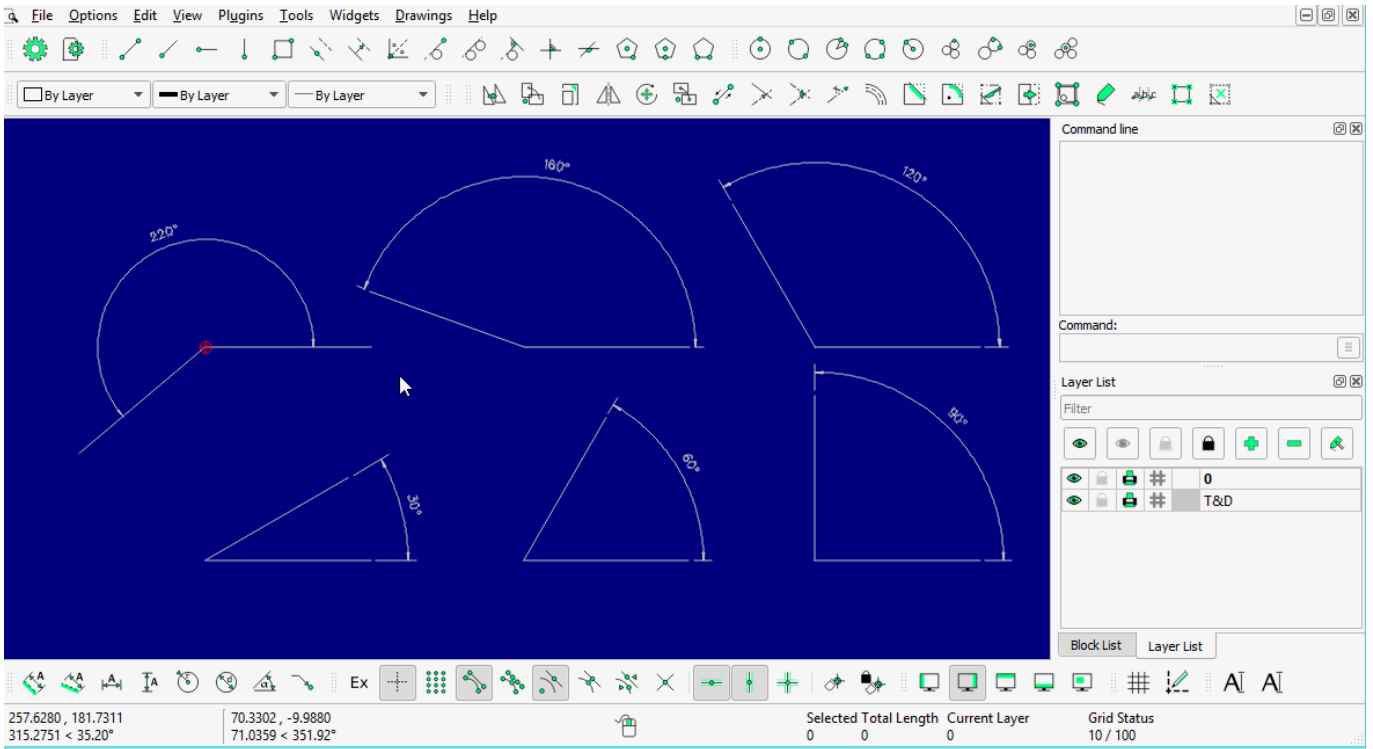 File Options Edit View Plugins Tools Widgets Drawings Help
By Layer By Layer By Layer
Command line
160°
120°
220°
Command:
Layer List
Filter
90°
60°
30°
0
T&D
Block List Layer List
Ex
257.6280 , 181.7311 70.3302 , -9.9880 Selected Total Length Current Layer Grid Status
315.2751 < 35.20° 71.0359 < 351.92° 0 0 0 10 / 100